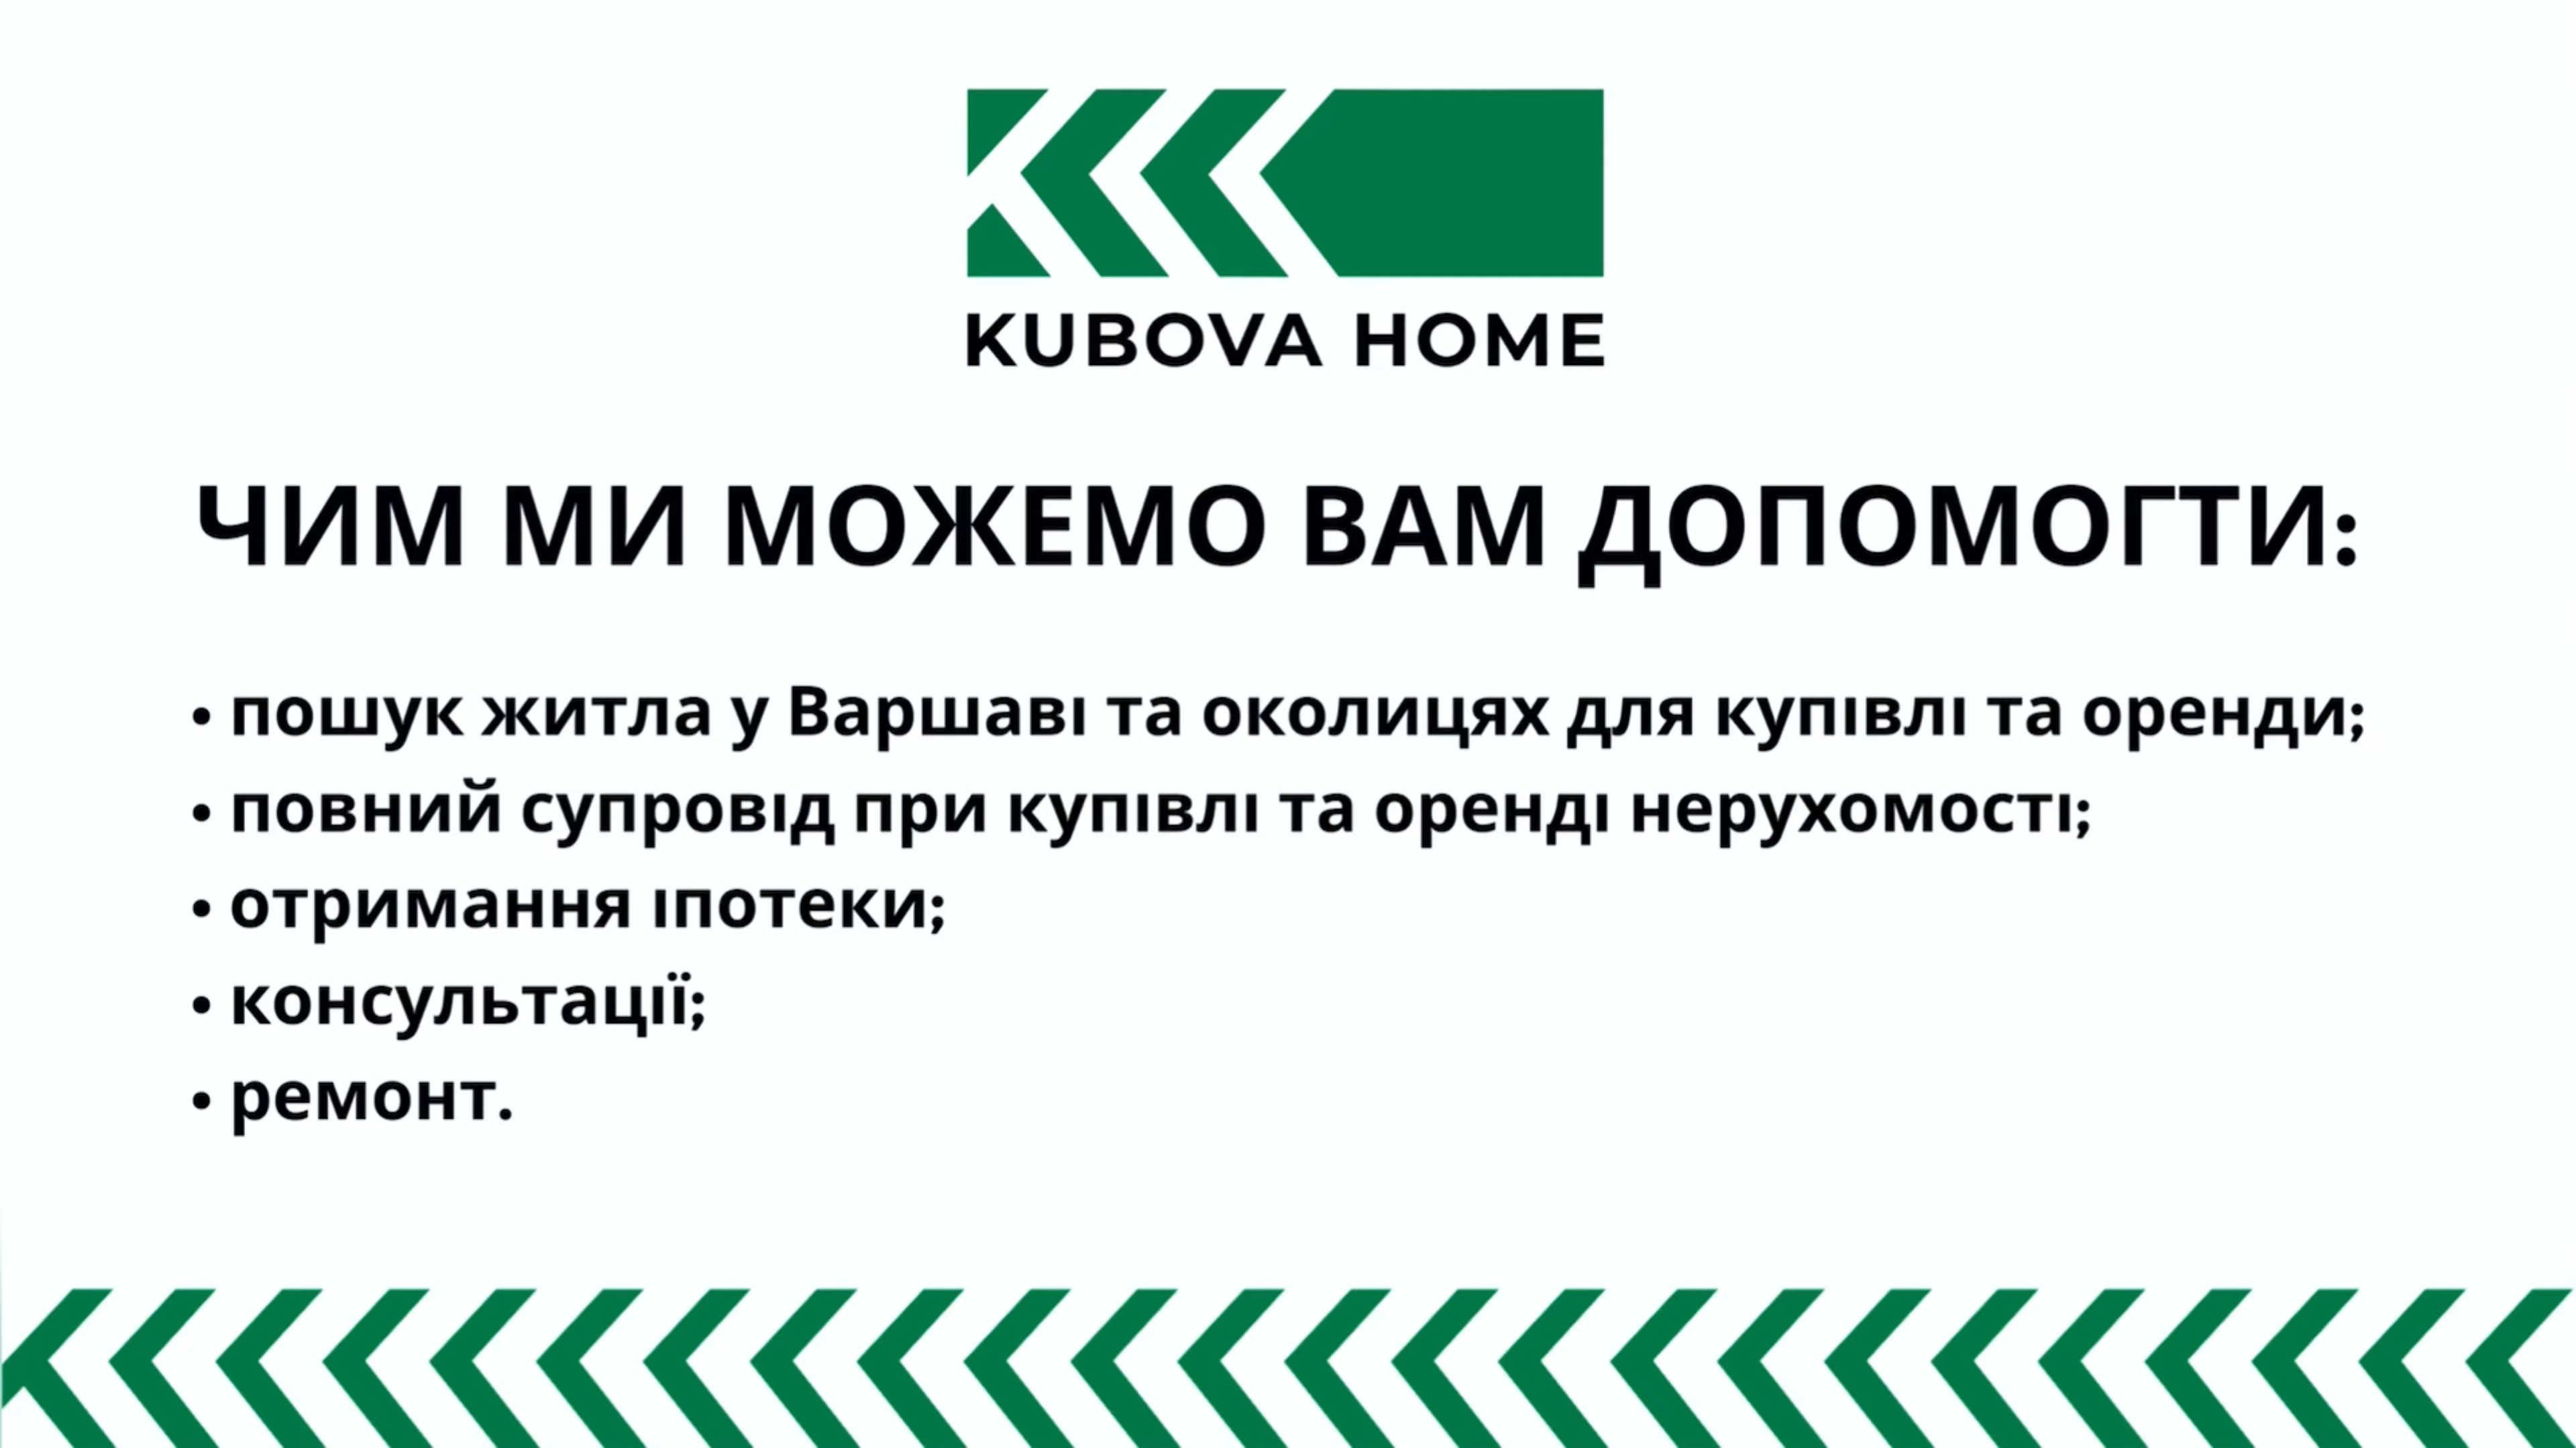 KUBOVA HOME
ЧИМ МИ МОЖЕМО ВАМ ДОПОМОГТИ:
• пошук житла у Варшаві та околицях для купівлі та оренди;
• повний супровід при купівлі та оренді нерухомості;
• отримання іпотеки;
• консультації;
• ремонт.